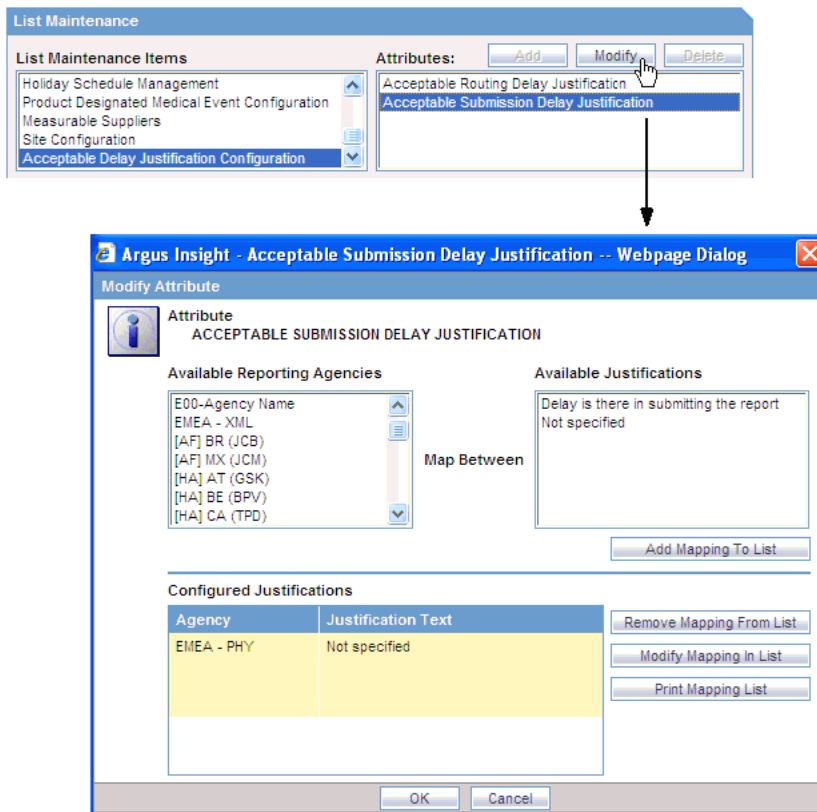 List Maintenance
List Maintenance Items
Attributes:
Add
Modify
Delete
Holiday Schedule Management
Product Designated Medical Event Configuration
Measurable Suppliers
Site Configuration
Acceptable Delay Justification Configuration
Acceptable Routing Delay Justification
Acceptable Submission Delay Justification
Argus Insight - Acceptable Submission Delay Justification -- Webpage Dialog
Modify Attribute
Attribute
ACCEPTABLE SUBMISSION DELAY JUSTIFICATION
Available Reporting Agencies
E00-Agency Name
EMEA - XML
[AF] BR (JCB)
[AF] MX (JCM)
[HA] AT (GSK)
[HA] BE (BPV)
[HA] CA (TPD)
Map Between
Available Justifications
Delay is there in submitting the report
Not specified
Add Mapping To List
Configured Justifications
Agency Justification Text
EMEA - PHY Not specified
Remove Mapping From List
Modify Mapping In List
Print Mapping List
OK
Cancel